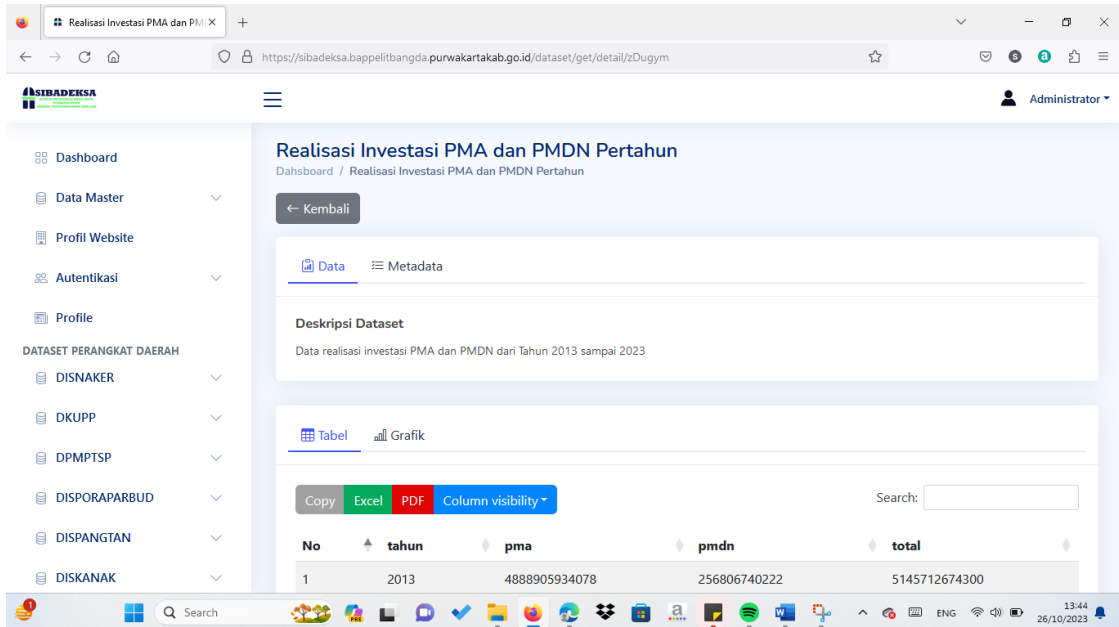 Realisasi Investasi PMA dan PM
https://sibadeksa.bappelitbangda.purwakartakab.go.id/dataset/get/detail/zDugym
SIBADEKSA
Administrator
Dashboard
Data Master
Profil Website
Autentikasi
Profile
DATASET PERANGKAT DAERAH
DISNAKER
DKUPP
DPMPTSP
DISPORAPARBUD
DISPANGTAN
DISKANAK
Realisasi Investasi PMA dan PMDN Pertahun
Dahsboard / Realisasi Investasi PMA dan PMDN Pertahun
← Kembali
Data Metadata
Deskripsi Dataset
Data realisasi investasi PMA dan PMDN dari Tahun 2013 sampai 2023
Tabel Grafik
Copy Excel PDF Column visibility Search:
No tahun pma pmdn total
1 2013 4888905934078 256806740222 5145712674300
Search PRE ENG 13:44
26/10/2023